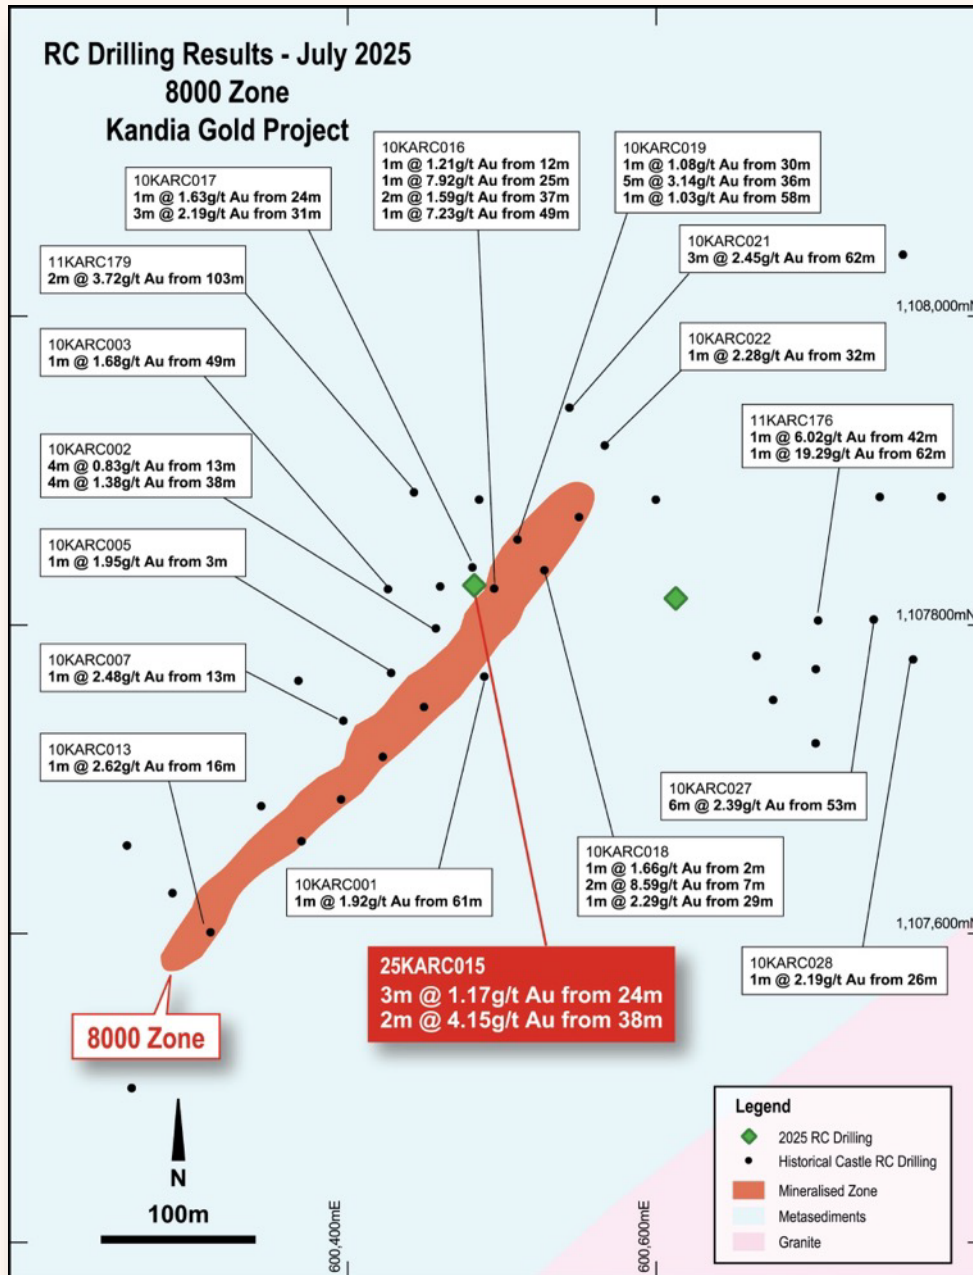 RC Drilling Results - July 2025
8000 Zone
Kandia Gold Project
10KARC016
1m @ 1.21g/t Au from 12m
1m @ 7.92g/t Au from 25m
2m @ 1.59g/t Au from 37m
1m @ 7.23g/t Au from 49m
10KARC019
1m @ 1.08g/t Au from 30m
5m @ 3.14g/t Au from 36m
1m @ 1.03g/t Au from 58m
10KARC017
1m @ 1.63g/t Au from 24m
3m @ 2.19g/t Au from 31m
10KARC021
3m @ 2.45g/t Au from 62m
11KARC179
2m @ 3.72g/t Au from 103m
1,108,000mN
10KARC003
1m @ 1.68g/t Au from 49m
10KARC022
1m @ 2.28g/t Au from 32m
11KARC176
1m @ 6.02g/t Au from 42m
1m @ 19.29g/t Au from 62m
10KARC002
4m @ 0.83g/t Au from 13m
4m @ 1.38g/t Au from 38m
10KARC005
1m @ 1.95g/t Au from 3m
1,107800mN
10KARC007
1m @ 2.48g/t Au from 13m
10KARC013
1m @ 2.62g/t Au from 16m
10KARC027
6m @ 2.39g/t Au from 53m
10KARC018
1m @ 1.66g/t Au from 2m
2m @ 8.59g/t Au from 7m
1m @ 2.29g/t Au from 29m
10KARC001
1m @ 1.92g/t Au from 61m
1,107,600mN
10KARC028
1m @ 2.19g/t Au from 26m
25KARC015
3m @ 1.17g/t Au from 24m
2m @ 4.15g/t Au from 38m
8000 Zone
N
100m
600,400mE
600,600mE
Legend
2025 RC Drilling
Historical Castle RC Drilling
Mineralised Zone
Metasediments
Granite